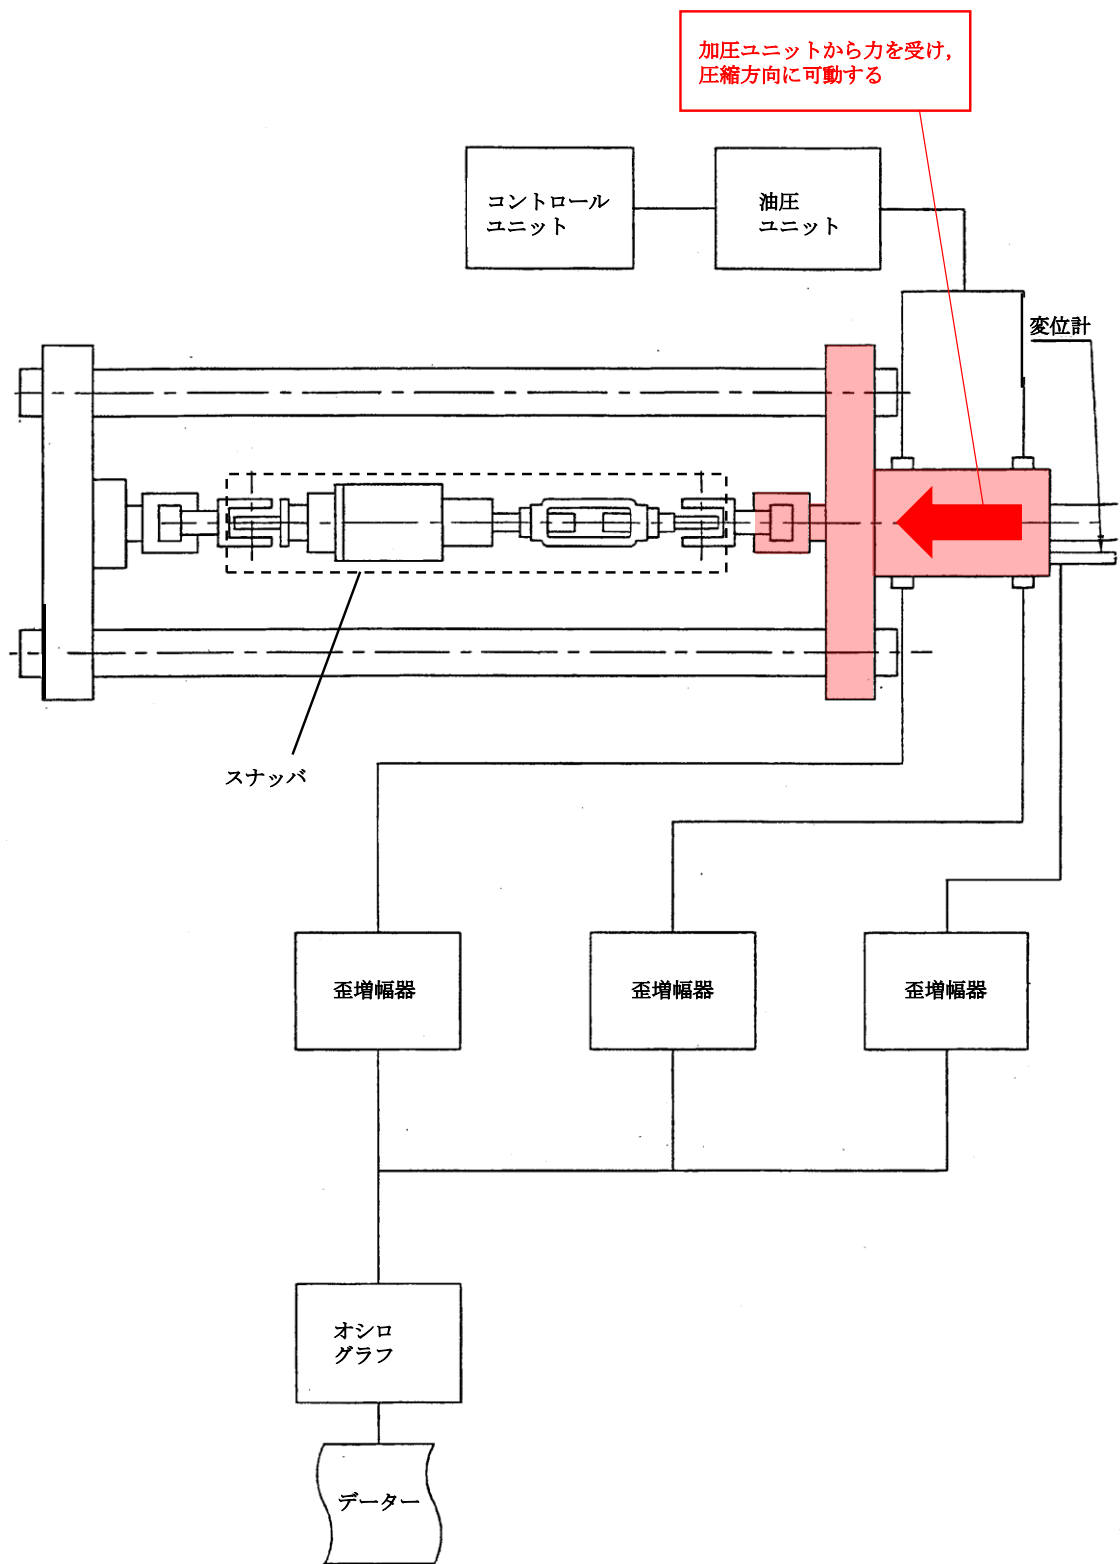 加圧ユニットから力を受け,
圧縮方向に可動する
コントロール
ユニット
油圧
ユニット
変位計
スナッバ
歪増幅器
歪増幅器
歪増幅器
オシロ
グラフ
データー